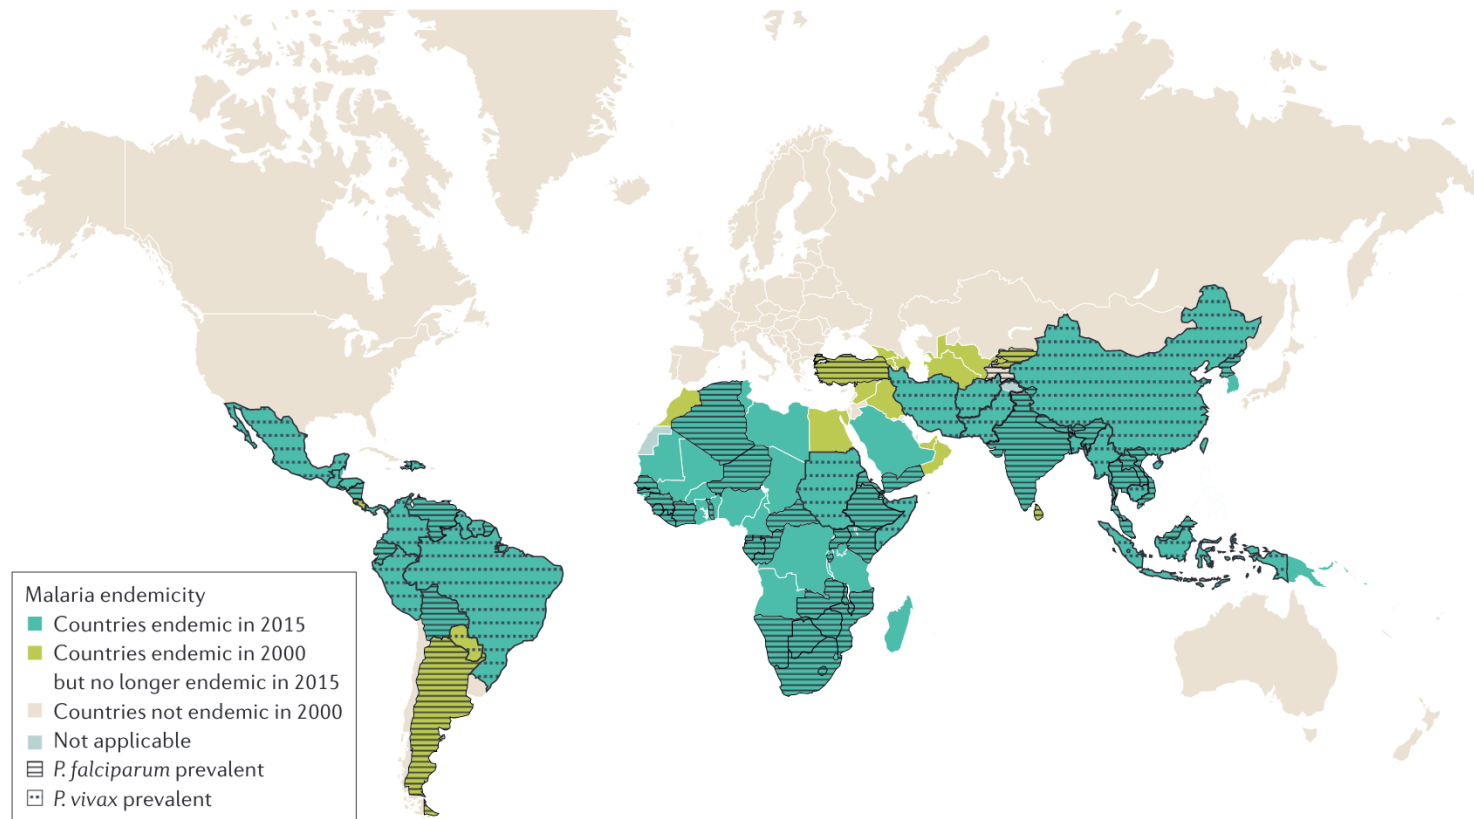 Malaria endemicity
Countries endemic in 2015
Countries endemic in 2000
but no longer endemic in 2015
Countries not endemic in 2000
Not applicable
P. falciparum prevalent
P. vivax prevalent